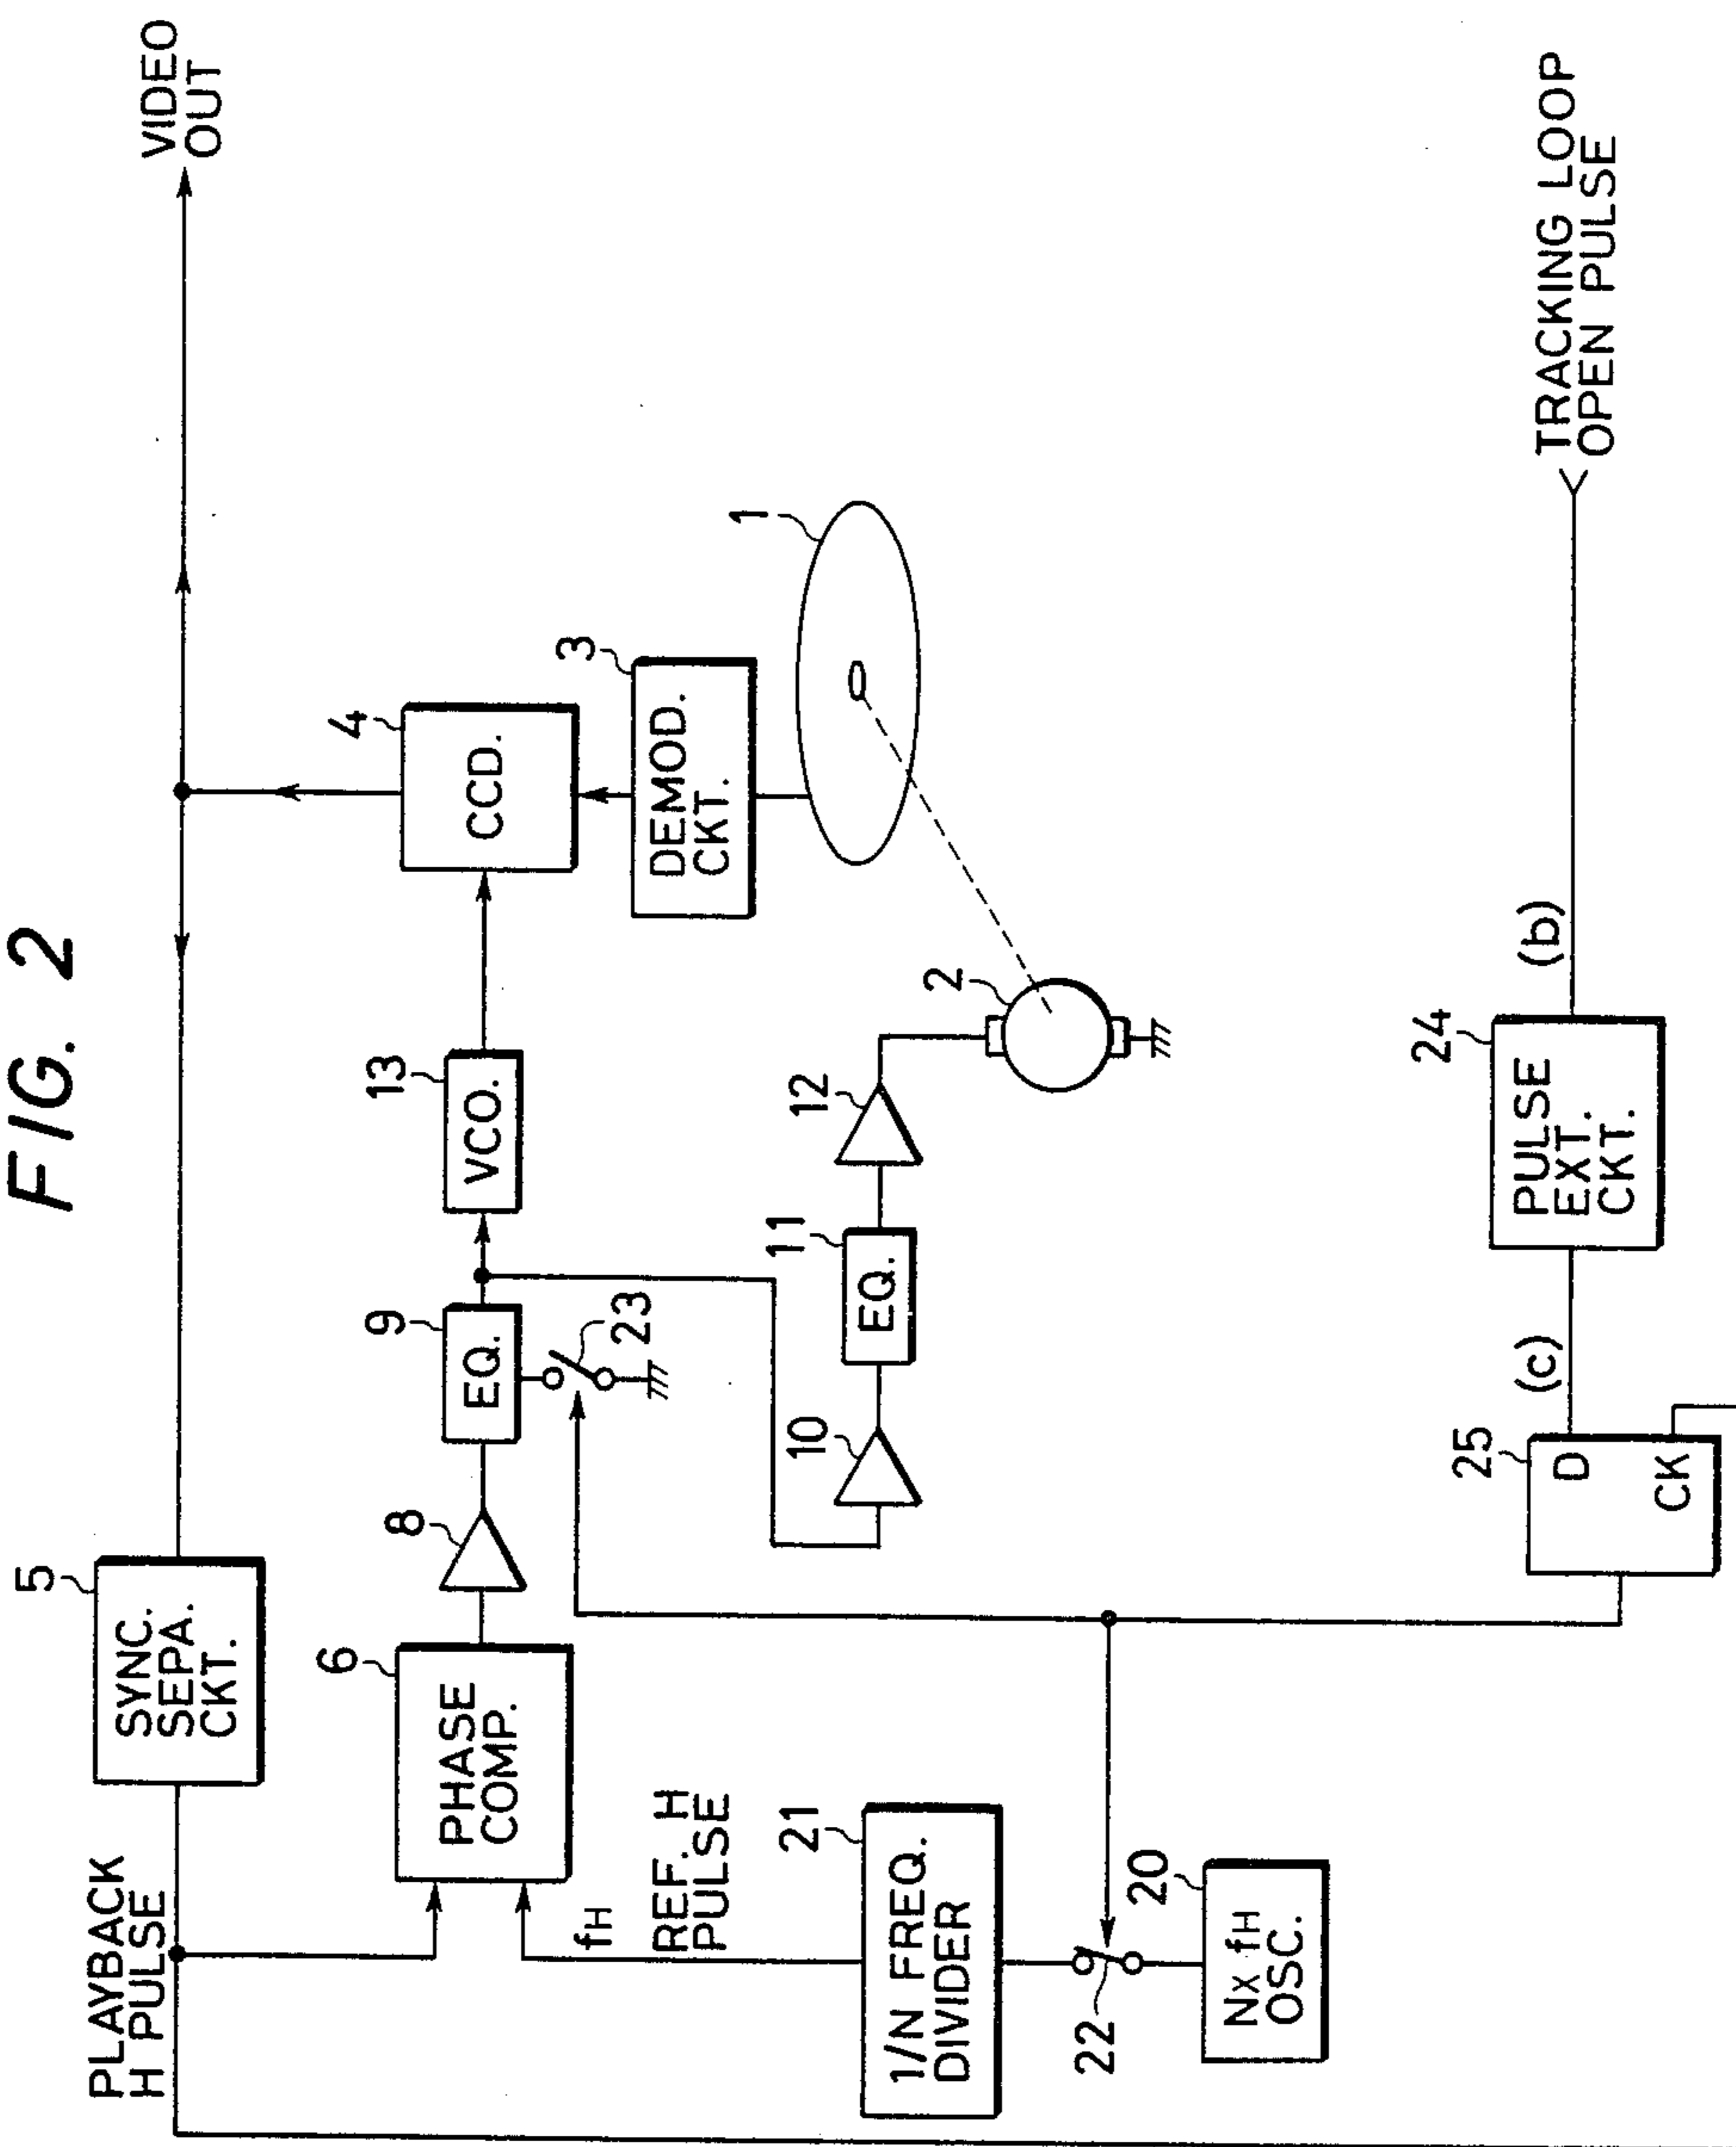 FIG. 2
VIDEO
OUT
PLAYBACK
H PULSE
5
SYNC.
SEPA.
CKT.
6
PHASE
COMP.
8
9
EQ.
23
13
VCO.
4
CCD.
3
DEMOD.
CKT.
1
fH
REF. H
PULSE
21
1/N FREQ.
DIVIDER
22
20
N×fH
OSC.
10
11
EQ.
12
2
25
D
CK
(c)
24
PULSE
EXT.
CKT.
(b)
TRACKING LOOP
OPEN PULSE